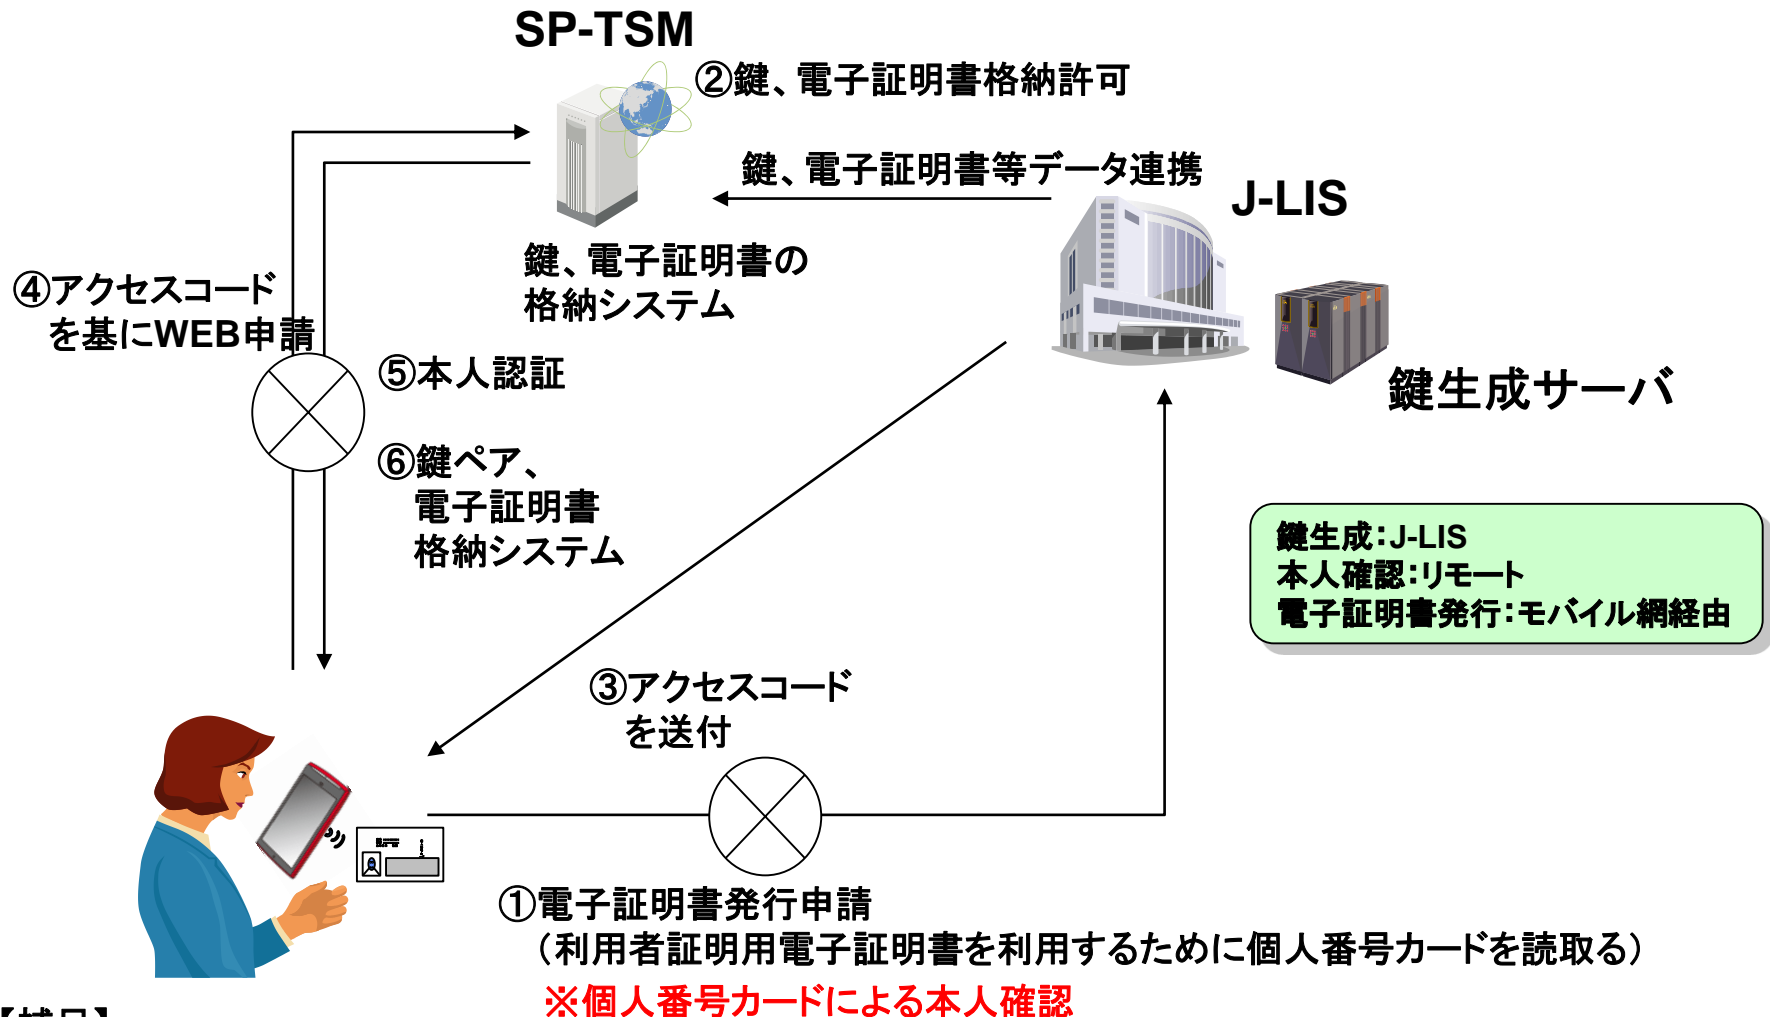 SP-TSM
②鍵、電子証明書格納許可
鍵、電子証明書等データ連携
J-LIS
鍵、電子証明書の
格納システム
④アクセスコード
を基にWEB申請
⑤本人認証
鍵生成サーバ
⑥鍵ペア、
電子証明書
格納システム
鍵生成：J-LIS
本人確認：リモート
電子証明書発行：モバイル網経由
③アクセスコード
を送付
①電子証明書発行申請
（利用者証明用電子証明書を利用するために個人番号カードを読取る）
※個人番号カードによる本人確認